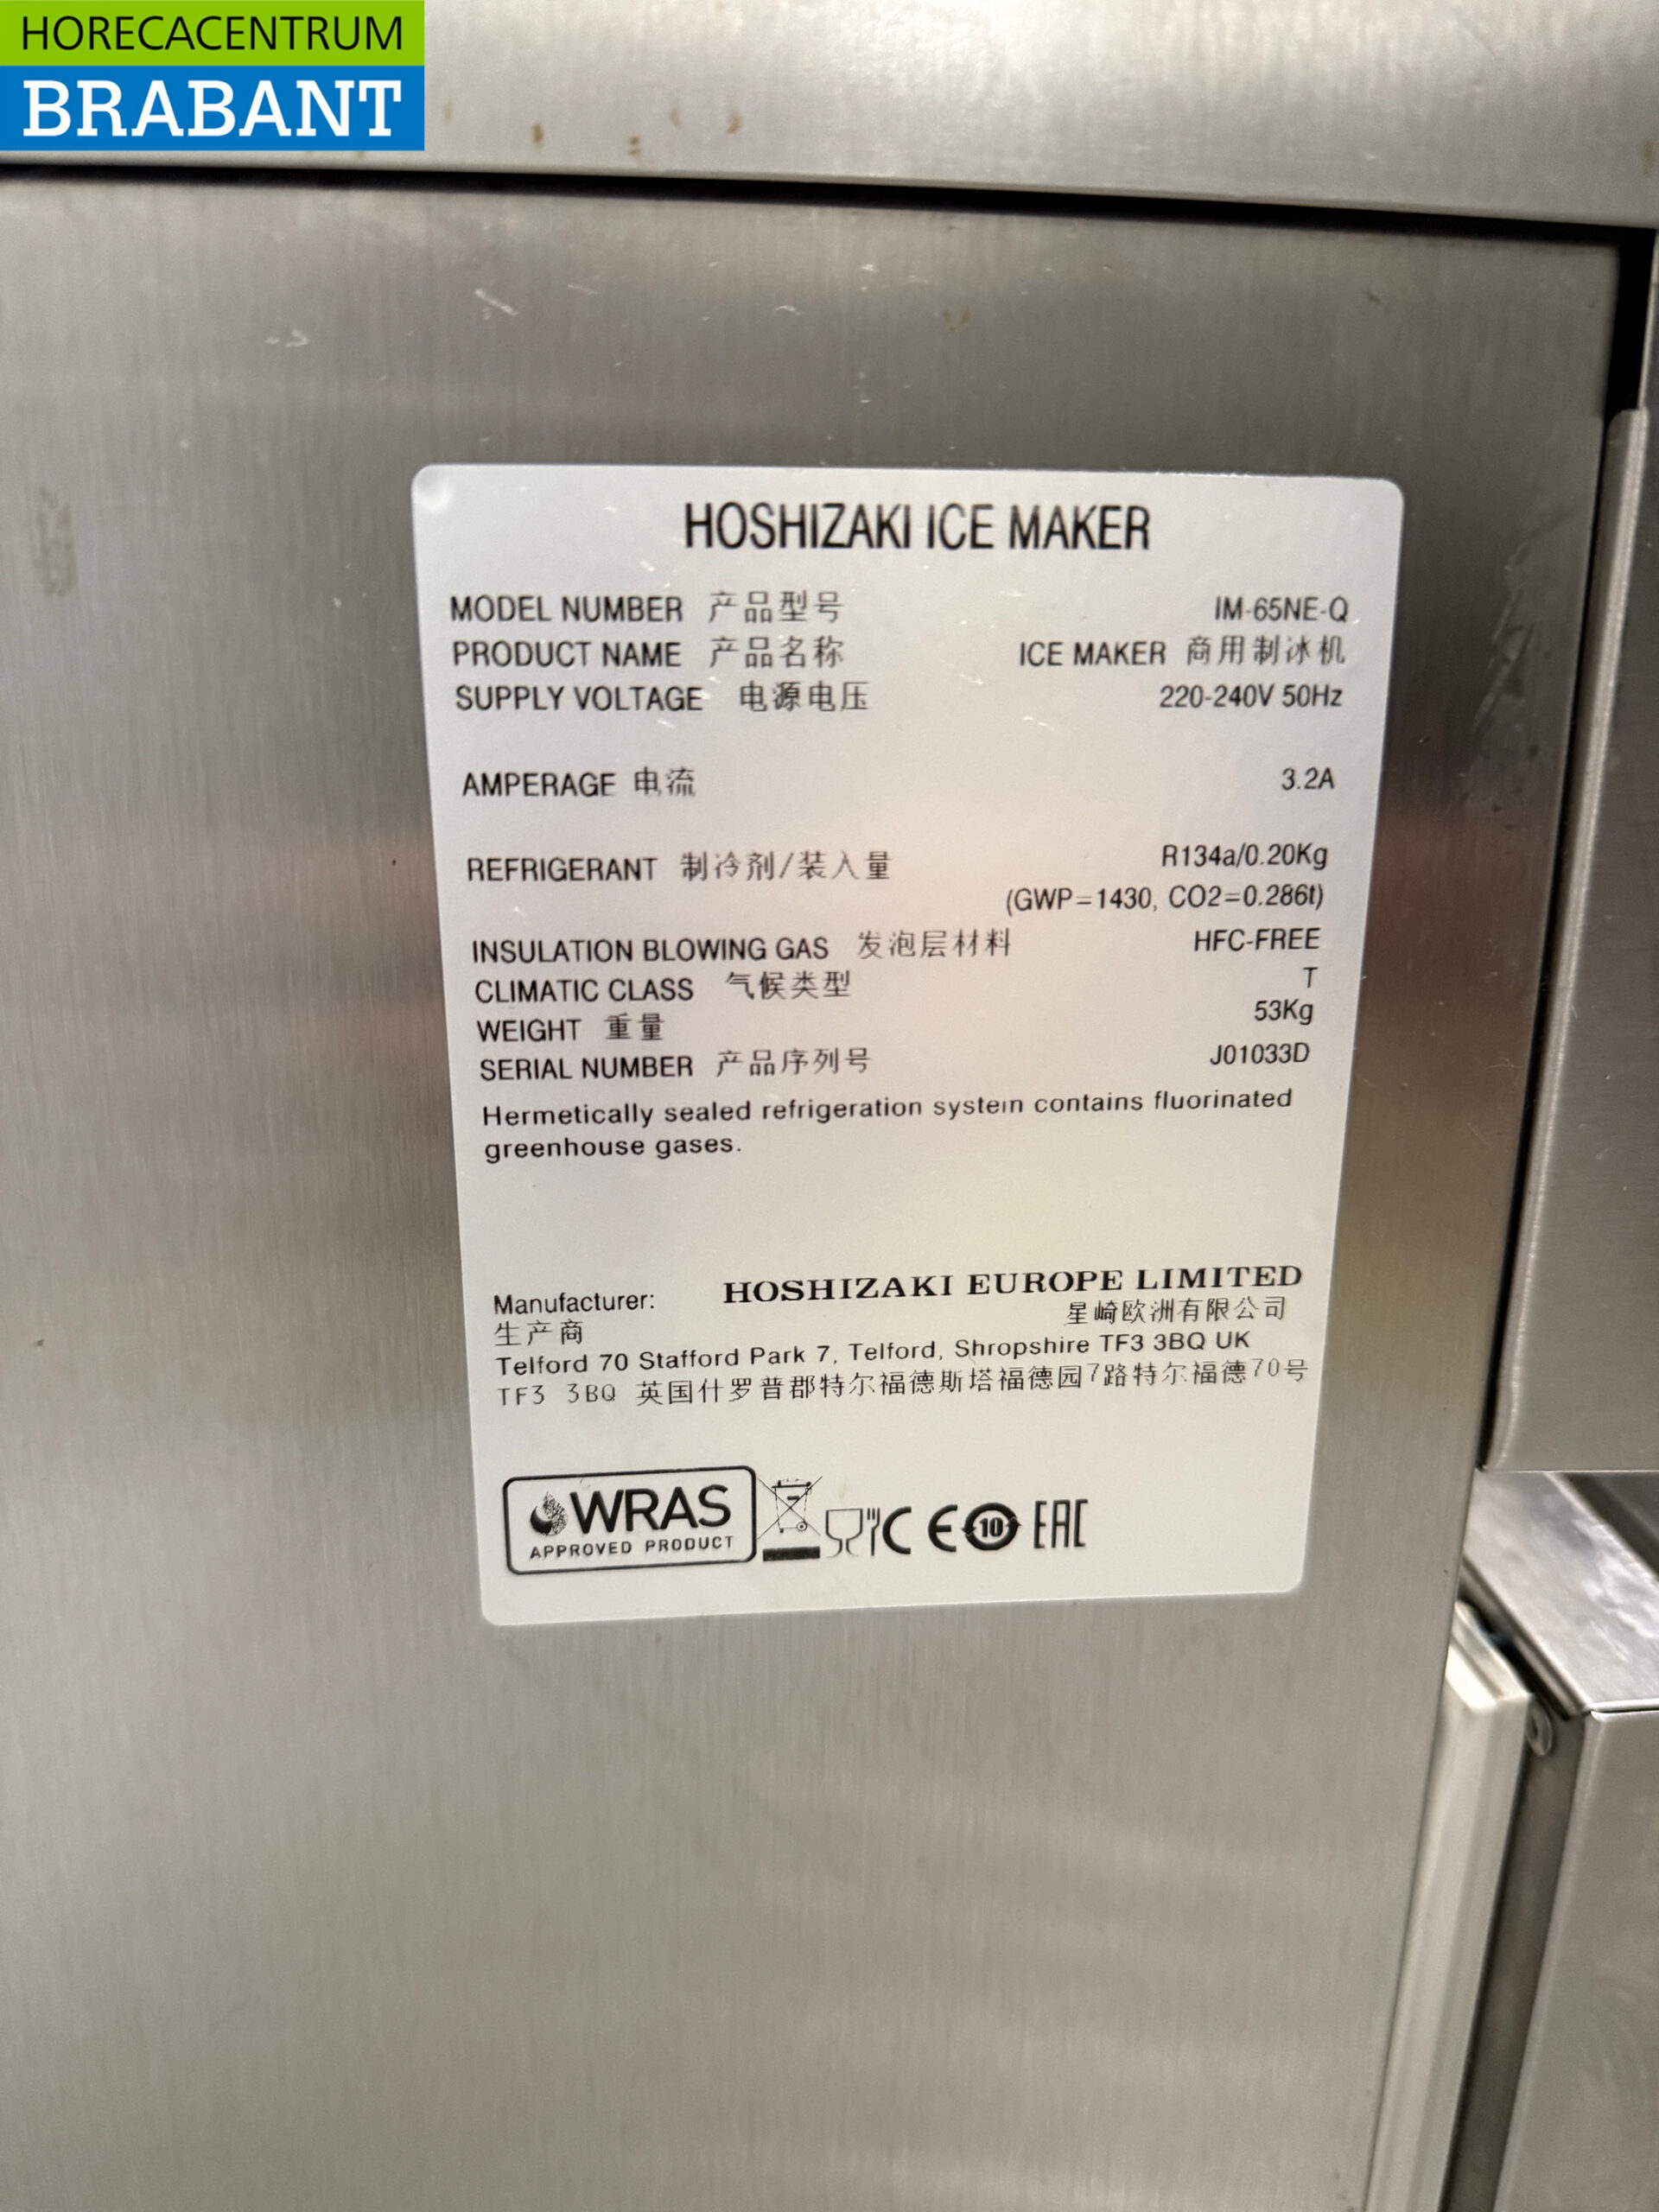 HORECACENTRUM
BRABANT
HOSHIZAKI ICE MAKER
MODEL NUMBER 产品型号 IM-65NE-Q
PRODUCT NAME 产品名称 ICE MAKER 商用制冰机
SUPPLY VOLTAGE 电源电压 220-240V 50Hz
AMPERAGE 电流 3.2A
REFRIGERANT 制冷剂/装入量 R134a/0.20Kg
(GWP=1430, CO2=0.286t)
INSULATION BLOWING GAS 发泡层材料 HFC-FREE
CLIMATIC CLASS 气候类型 T
WEIGHT 重量 53Kg
SERIAL NUMBER 产品序列号 J01033D
Hermetically sealed refrigeration system contains fluorinated
greenhouse gases.
Manufacturer: HOSHIZAKI EUROPE LIMITED
生产商 星崎欧洲有限公司
Telford 70 Stafford Park 7, Telford, Shropshire TF3 3BQ UK
TF3 3BQ 英国什罗普郡特尔福德斯塔福德园7路特尔福德70号
WRAS
APPROVED PRODUCT
CE 10 EAC